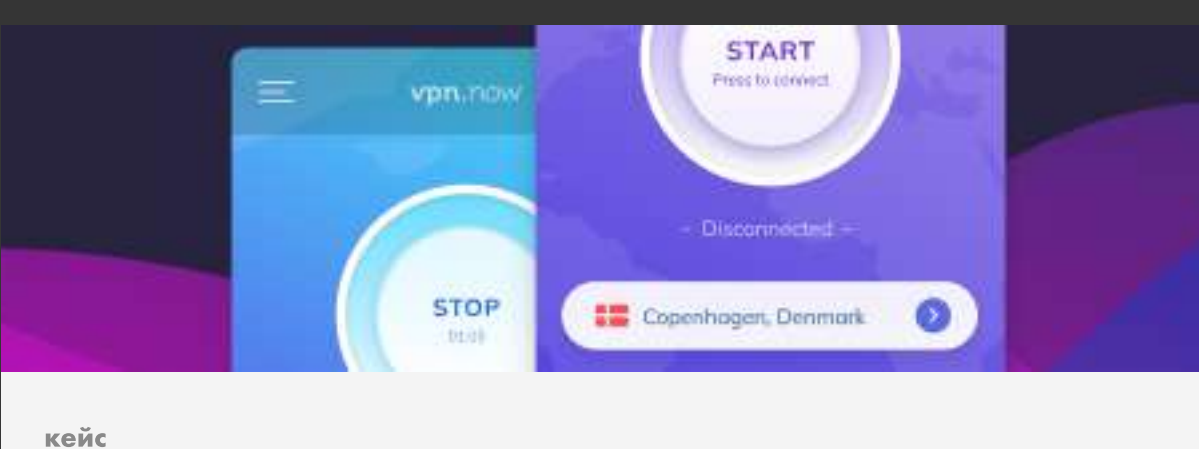 START
Press to connect
vpn.now
– Disconnected –
STOP
Copenhagen, Denmark
кейс